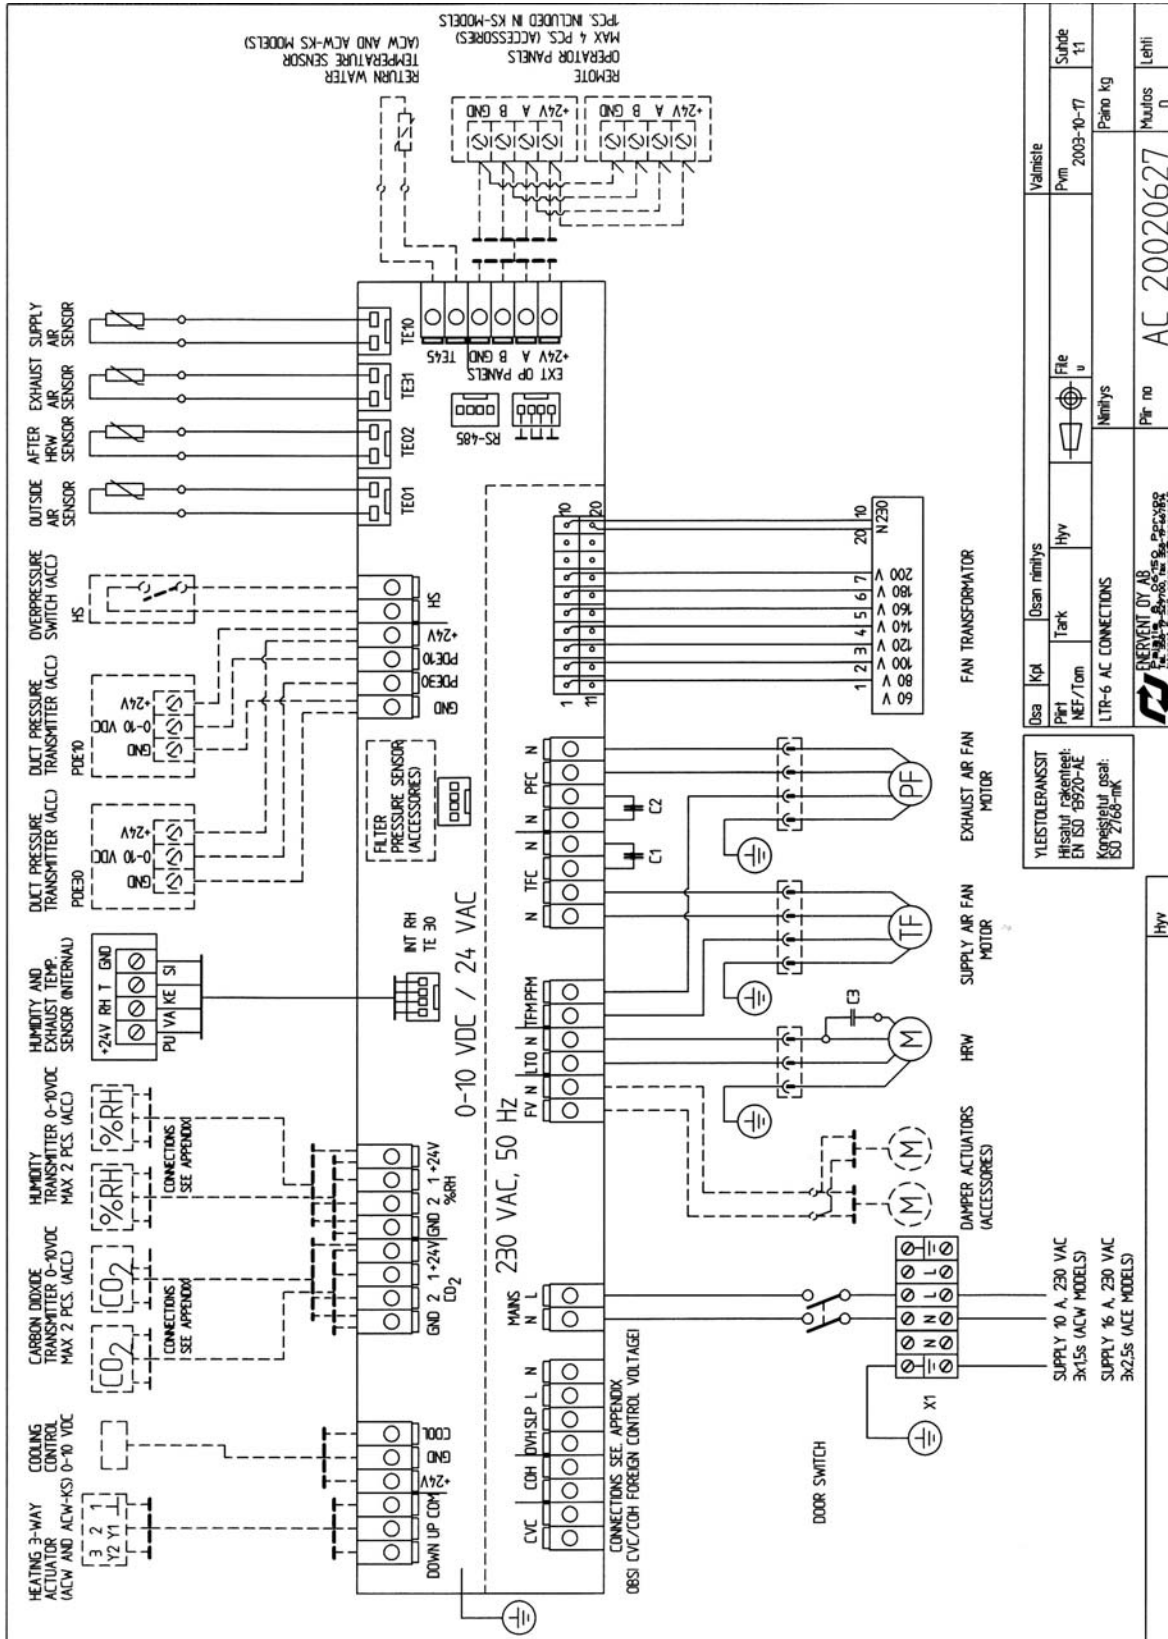 HEATING 3-WAY
ACTUATOR
(ACW AND ACW-KS)
3 2 1
Y2 Y1
COOLING
CONTROL
0-10 VDC
CARBON DIOXIDE
TRANSMITTER 0-10VDC
MAX 2 PCS. (ACC.)
CO2
CO2
CONNECTIONS
SEE APPENDIX
HUMIDITY
TRANSMITTER 0-10VDC
MAX 2 PCS. (ACC.)
%RH
%RH
CONNECTIONS
SEE APPENDIX
HUMIDITY AND
EXHAUST TEMP.
SENSOR (INTERNAL)
+24V RH T GND
PU VA KE SI
DUCT PRESSURE
TRANSMITTER (ACC.)
PDE30
GND
0-10 VDC
+24V
DUCT PRESSURE
TRANSMITTER (ACC.)
PDE10
GND
0-10 VDC
+24V
OVERPRESSURE
SWITCH (ACC.)
HS
OUTSIDE
AIR
SENSOR
AFTER
HRW
SENSOR
EXHAUST
AIR
SENSOR
SUPPLY
AIR
SENSOR
RETURN WATER
TEMPERATURE SENSOR
(ACW AND ACW-KS MODELS)
REMOTE
OPERATOR PANELS
MAX 4 PCS. (ACCESSORIES)
1PCS. INCLUDED IN KS-MODELS
+24V A B GND
+24V A B GND
DOWN UP COM
+24V
GND
COOL
GND 2 1 +24V
CO2
GND 2 1 +24V
%RH
INT RH
TE 30
FILTER
PRESSURE SENSOR
(ACCESSORIES)
GND
PDE30
PDE10
+24V
HS
TE01
TE02
TE31
TE10
TE45
+24V A B GND
EXT OP PANELS
RS-485
0-10 VDC / 24 VAC
230 VAC, 50 Hz
CVC
COH
OVH
SLP
L
N
CONNECTIONS SEE. APPENDIX
OBS! CVC/COH FOREIGN CONTROL VOLTAGE!
MAINS
N L
FV N
LTO N
TFM
PFM
N
TFC
N
N
PFC
N
C1
C2
1
10
11
20
DOOR SWITCH
X1
N N L L
SUPPLY 10 A, 230 VAC
3x1,5s (ACW MODELS)
SUPPLY 16 A, 230 VAC
3x2,5s (ACE MODELS)
M
M
DAMPER ACTUATORS
(ACCESSORIES)
M
C3
HRW
TF
SUPPLY AIR FAN
MOTOR
PF
EXHAUST AIR FAN
MOTOR
1 2 3 4 5 6 7 20 10
60 V
80 V
100 V
120 V
140 V
160 V
180 V
200 V
N 230
FAN TRANSFORMATOR
YLEISTOLERANSSIT
Hitsatut rakenteet:
EN ISO 13920-AE
Koneistetut osat:
ISO 2768-mK
Osa
Kpl
Osan nimitys
Valmiste
Piirt
NEF/Tom
Tark
Hyv
File
u
Pvm
2003-10-17
Suhde
1:1
LTR-6 AC CONNECTIONS
Nimitys
Paino kg
ENERVENT OY AB
Piir no
AC 20020627
Muutos
Lehti
Hyv